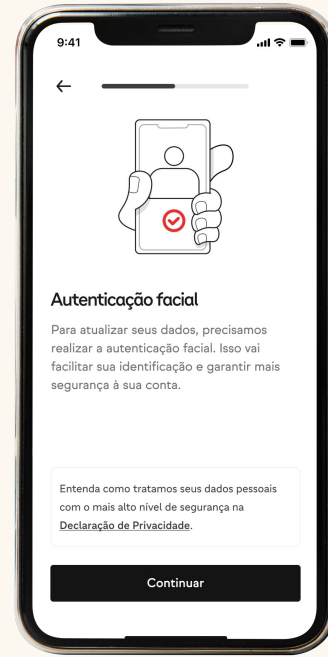 9:41
Autenticação facial
Para atualizar seus dados, precisamos
realizar a autenticação facial. Isso vai
facilitar sua identificação e garantir mais
segurança à sua conta.
Entenda como tratamos seus dados pessoais
com o mais alto nível de segurança na
Declaração de Privacidade.
Continuar